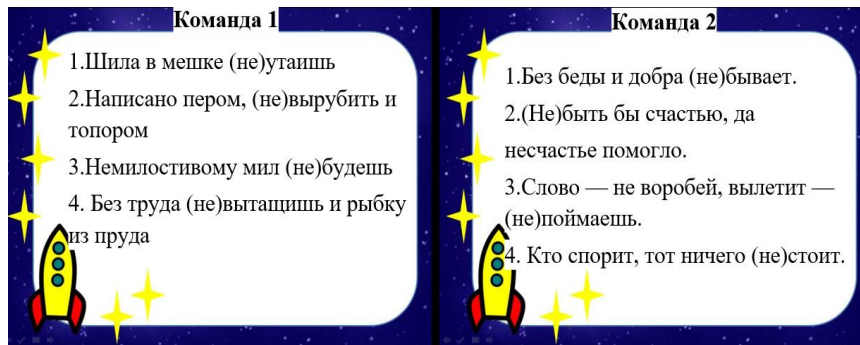 Команда 1
1.Шила в мешке (не)утаишь
2.Написано пером, (не)вырубить и
топором
3.Немилостивому мил (не)будешь
4. Без труда (не)вытащишь и рыбку
из пруда
Команда 2
1.Без беды и добра (не)бывает.
2.(Не)быть бы счастью, да
несчастье помогло.
3.Слово — не воробей, вылетит —
(не)поймаешь.
4. Кто спорит, тот ничего (не)стоит.